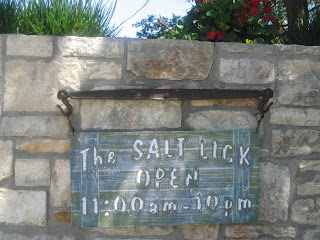 The SALT LICK
OPEN
11:00am-10pm